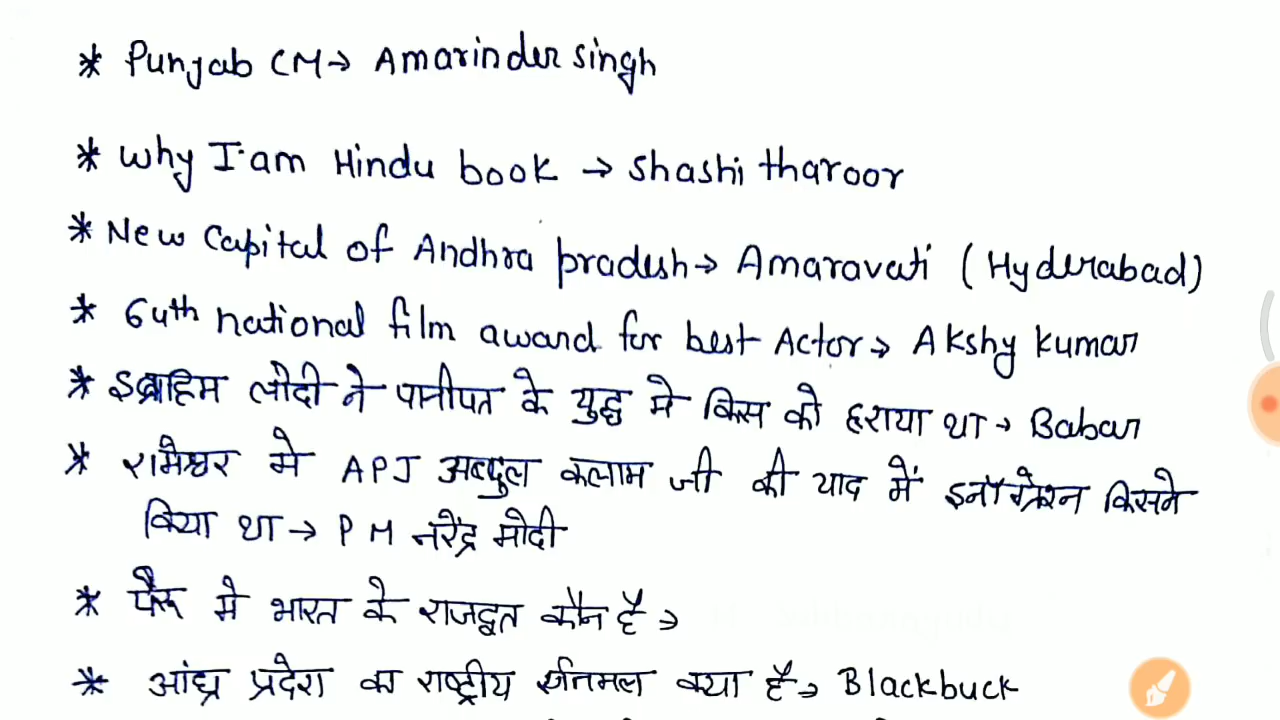 * Punjab CM → Amarinder singh
* Why I am Hindu book → Shashi tharoor
* New Capital of Andhra pradesh → Amaravati (Hyderabad)
* 64th national film award for best Actor → Akshy kumar
* इब्राहिम लोदी ने पानीपत के युद्ध मे किस को हराया था → Babar
* रामेश्वर मे APJ अब्दुल कलाम जी की याद में इनॉग्रेशन किसने
किया था → PM नरेंद्र मोदी
* पैरू मे भारत के राजदूत कौन है →
* आंध्र प्रदेश का राष्ट्रीय एनिमल क्या है → Blackbuck